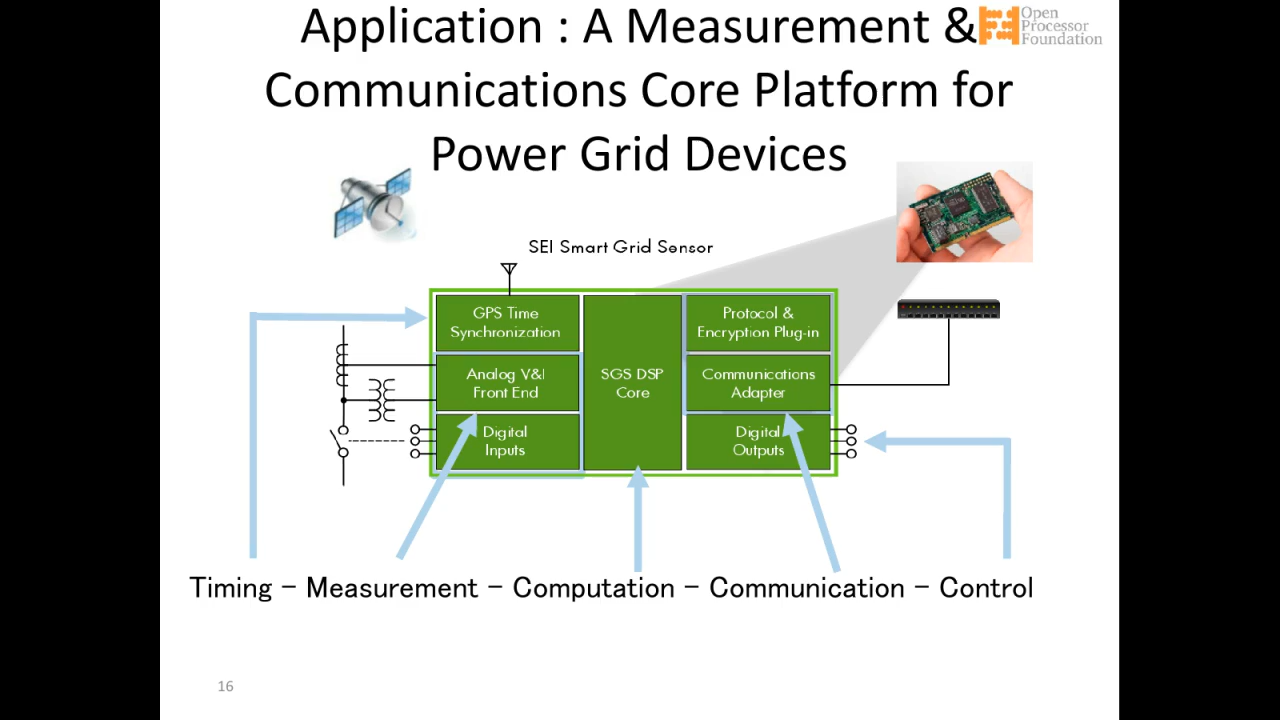 Application : A Measurement &
Communications Core Platform for
Power Grid Devices
Open
Processor
Foundation
SEI Smart Grid Sensor
GPS Time
Synchronization
Protocol &
Encryption Plug-in
Analog V&I
Front End
SGS DSP
Core
Communications
Adapter
Digital
Inputs
Digital
Outputs
Timing - Measurement - Computation - Communication - Control
16